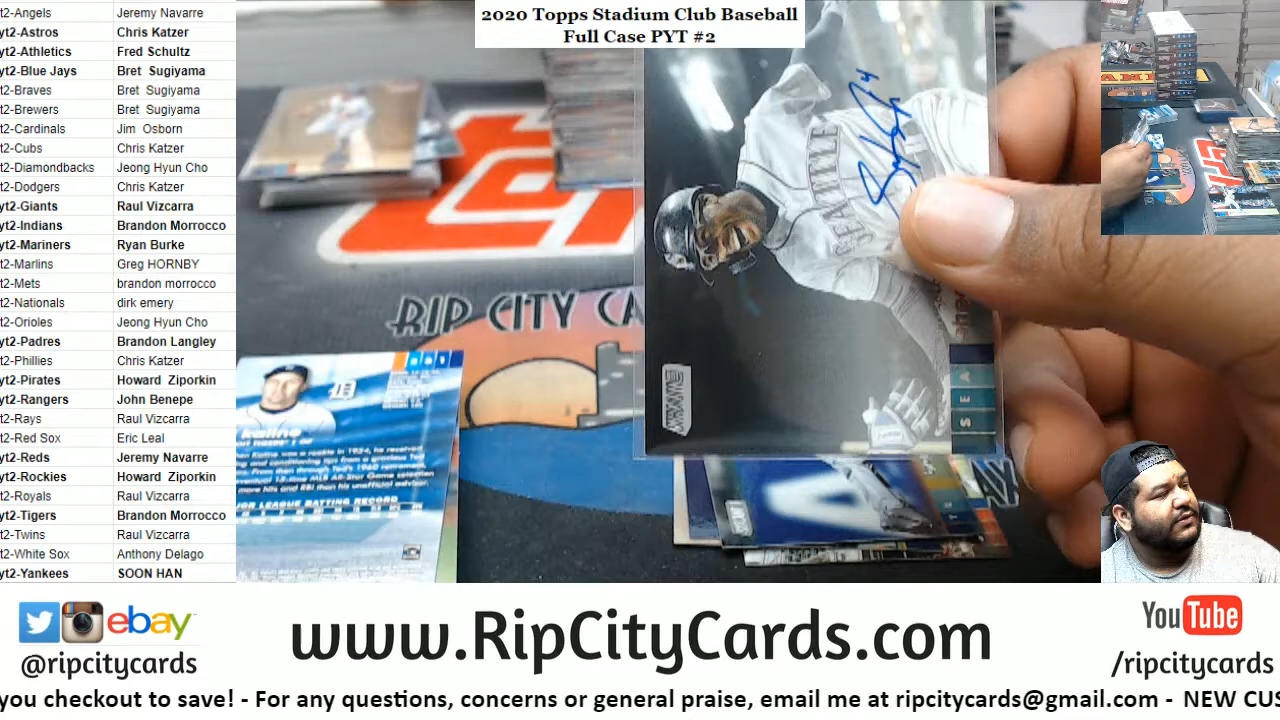 2020 Topps Stadium Club Baseball
Full Case PYT #2
t2-Angels Jeremy Navarre
yt2-Astros Chris Katzer
yt2-Athletics Fred Schultz
yt2-Blue Jays Bret Sugiyama
t2-Braves Bret Sugiyama
t2-Brewers Bret Sugiyama
t2-Cardinals Jim Osborn
t2-Cubs Chris Katzer
t2-Diamondbacks Jeong Hyun Cho
t2-Dodgers Chris Katzer
yt2-Giants Raul Vizcarra
yt2-Indians Brandon Morrocco
yt2-Mariners Ryan Burke
t2-Marlins Greg HORNBY
t2-Mets brandon morrocco
t2-Nationals dirk emery
t2-Orioles Jeong Hyun Cho
yt2-Padres Brandon Langley
t2-Phillies Chris Katzer
yt2-Pirates Howard Ziporkin
yt2-Rangers John Benepe
t2-Rays Raul Vizcarra
t2-Red Sox Eric Leal
yt2-Reds Jeremy Navarre
yt2-Rockies Howard Ziporkin
t2-Royals Raul Vizcarra
yt2-Tigers Brandon Morrocco
t2-Twins Raul Vizcarra
t2-White Sox Anthony Delago
yt2-Yankees SOON HAN
RIP CITY CA
SEATTLE
SEA
kaline
ebay
@ripcitycards
www.RipCityCards.com
YouTube
/ripcitycards
you checkout to save! - For any questions, concerns or general praise, email me at ripcitycards@gmail.com - NEW CUS